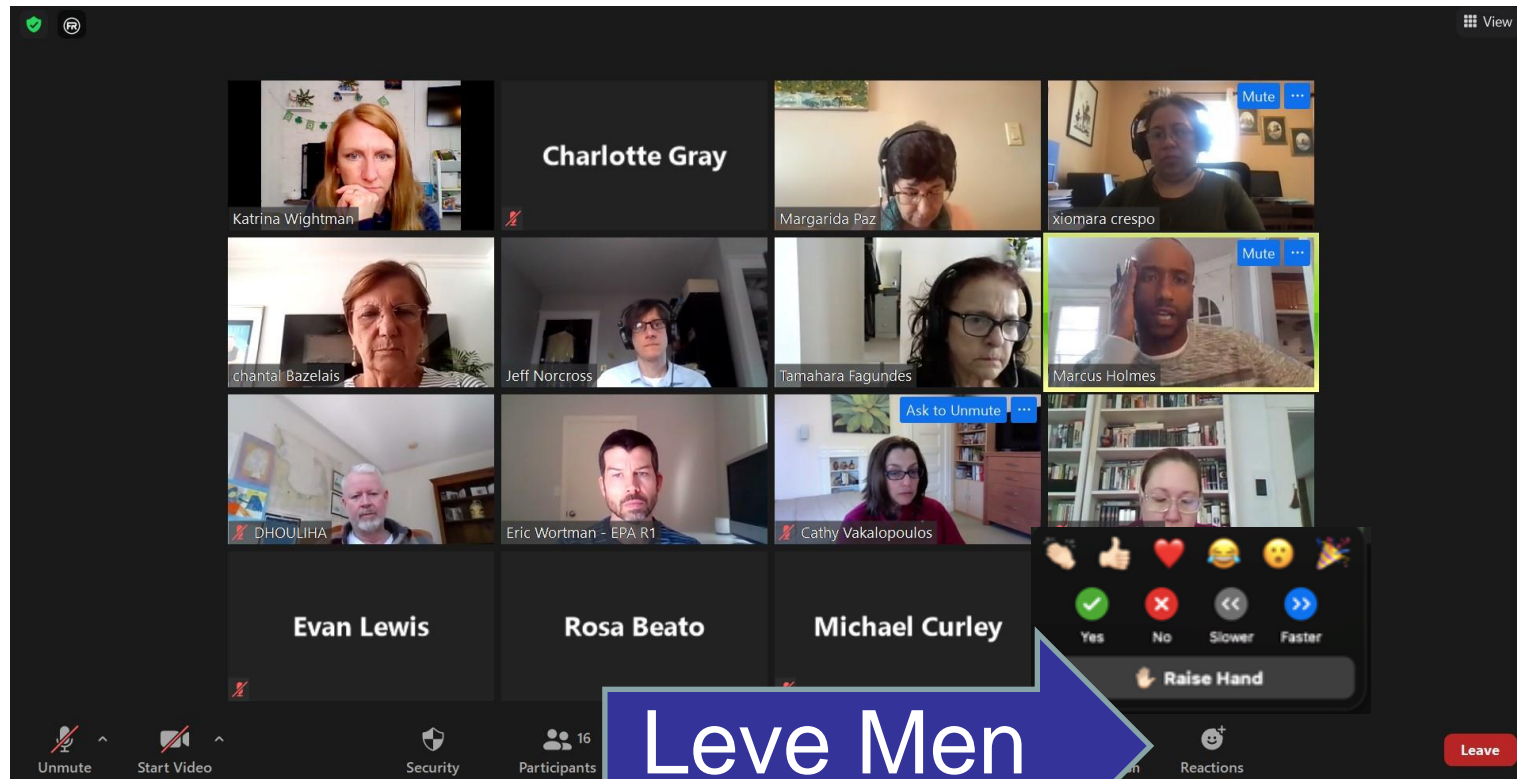 FR
View
Katrina Wightman
Charlotte Gray
Margarida Paz
Mute ...
xiomara crespo
chantal Bazelais
Jeff Norcross
Tamahara Fagundes
Mute ...
Marcus Holmes
DHOULIHA
Eric Wortman - EPA R1
Ask to Unmute ...
Cathy Vakalopoulos
Evan Lewis
Rosa Beato
Michael Curley
Yes No Slower Faster
Raise Hand
Leve Men
Unmute
Start Video
Security
16
Participants
Reactions
Leave